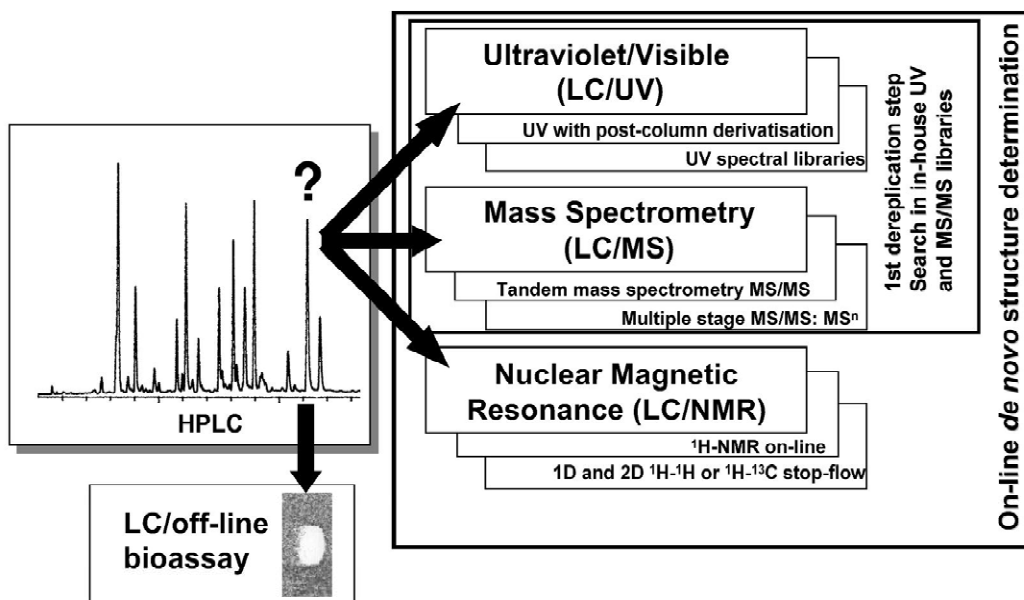 ?
HPLC
LC/off-line
bioassay
Ultraviolet/Visible
(LC/UV)
UV with post-column derivatisation
UV spectral libraries
Mass Spectrometry
(LC/MS)
Tandem mass spectrometry MS/MS
Multiple stage MS/MS: MSⁿ
1st dereplication step
Search in in-house UV
and MS/MS libraries
Nuclear Magnetic
Resonance (LC/NMR)
¹H-NMR on-line
1D and 2D ¹H-¹H or ¹H-¹³C stop-flow
On-line de novo structure determination